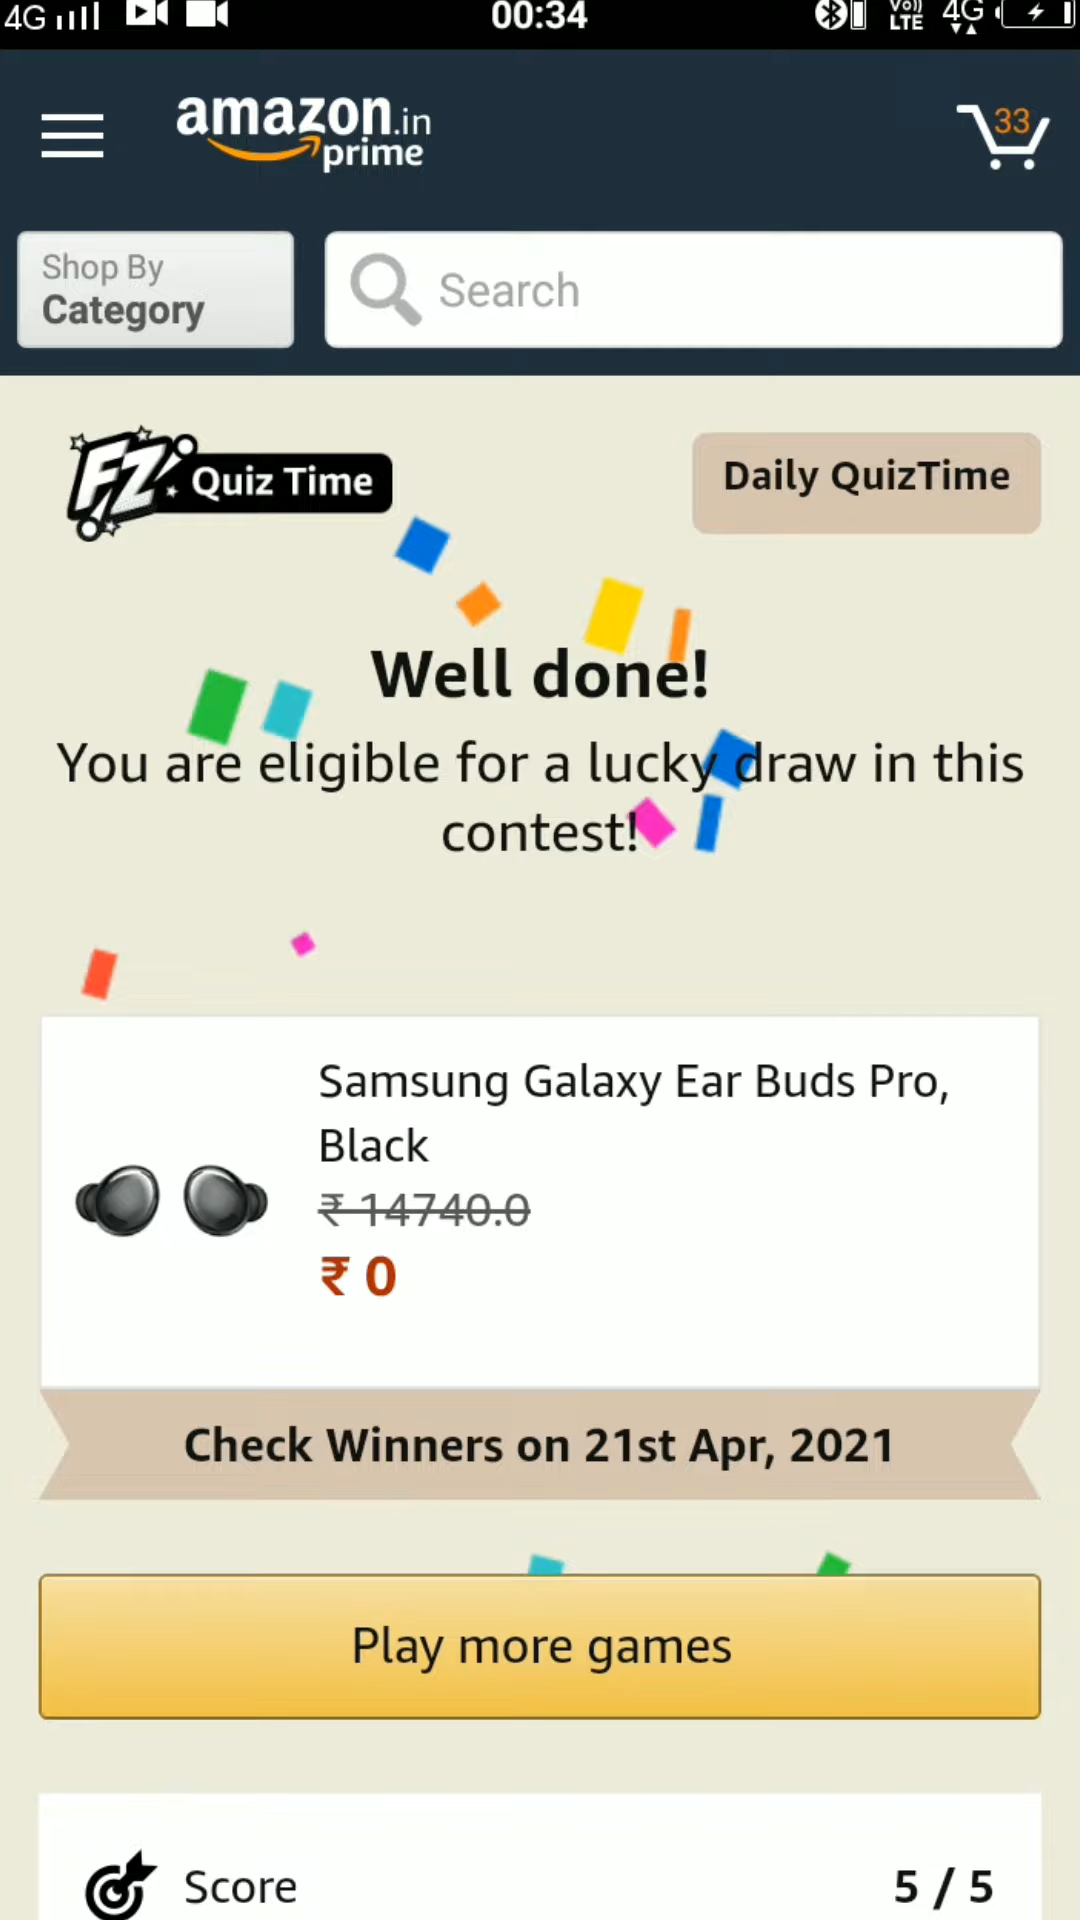 4G 00:34 Vo)) LTE 4G
amazon.in
prime
33
Shop By
Category
Search
FZ Quiz Time
Daily QuizTime
Well done!
You are eligible for a lucky draw in this
contest!
Samsung Galaxy Ear Buds Pro,
Black
₹ 14740.0
₹ 0
Check Winners on 21st Apr, 2021
Play more games
Score 5 / 5